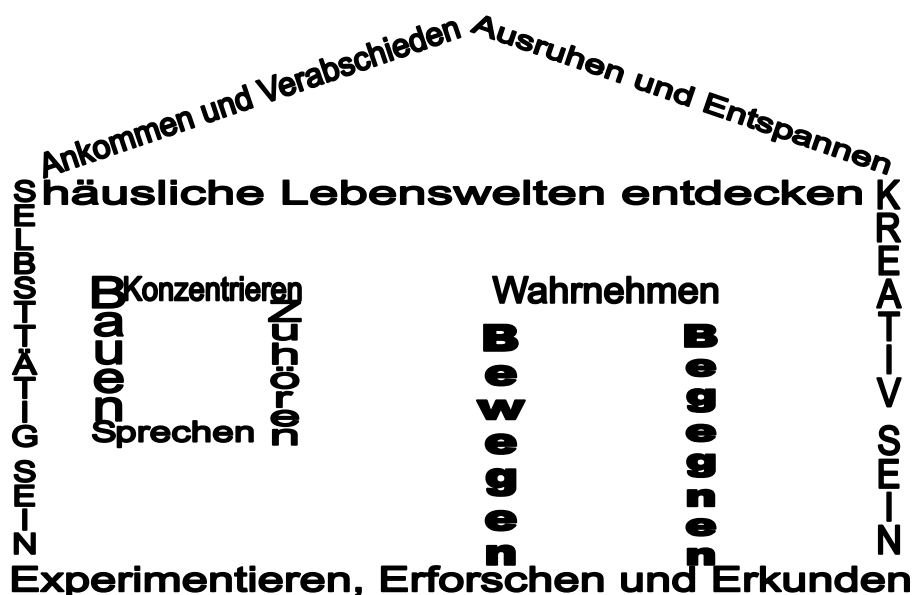 Ankommen und Verabschieden
Ausruhen und Entspannen
häusliche Lebenswelten entdecken
SELBSTTÄTIG SEIN
KREATIV SEIN
Bauen
Konzentrieren
Zuhören
Sprechen
Wahrnehmen
Bewegen
Begegnen
Experimentieren, Erforschen und Erkunden